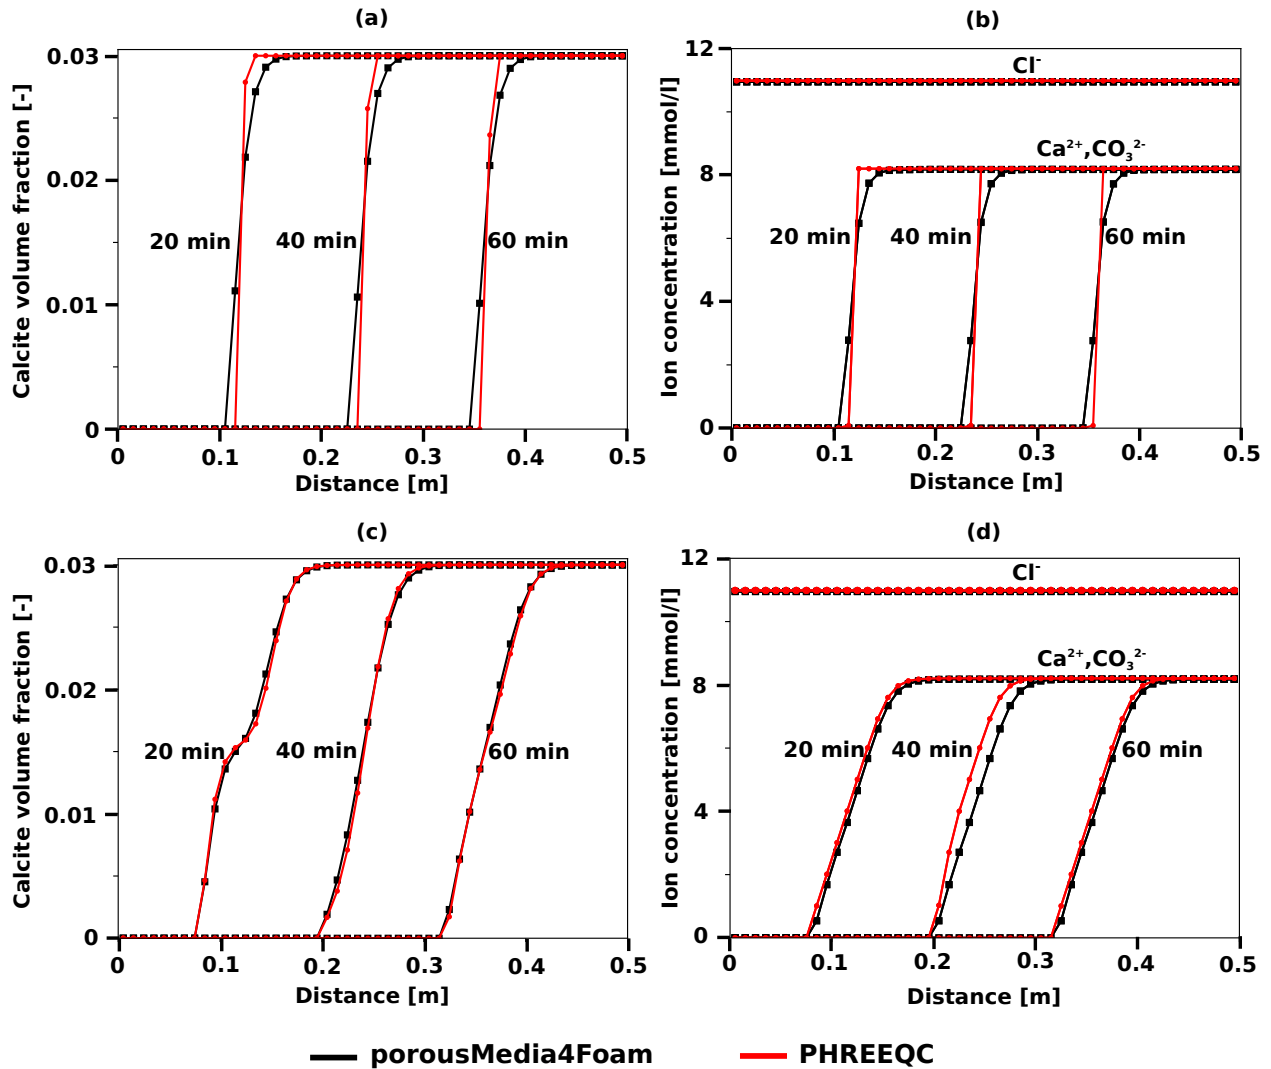 (a)
Calcite volume fraction [-]
0.03
0.02
0.01
0
20 min
40 min
60 min
0 0.1 0.2 0.3 0.4 0.5
Distance [m]
(b)
Ion concentration [mmol/l]
12
8
4
0
Cl⁻
Ca²⁺,CO₃²⁻
20 min
40 min
60 min
0 0.1 0.2 0.3 0.4 0.5
Distance [m]
(c)
Calcite volume fraction [-]
0.03
0.02
0.01
0
20 min
40 min
60 min
0 0.1 0.2 0.3 0.4 0.5
Distance [m]
(d)
Ion concentration [mmol/l]
12
8
4
0
Cl⁻
Ca²⁺,CO₃²⁻
20 min
40 min
60 min
0 0.1 0.2 0.3 0.4 0.5
Distance [m]
porousMedia4Foam
PHREEQC